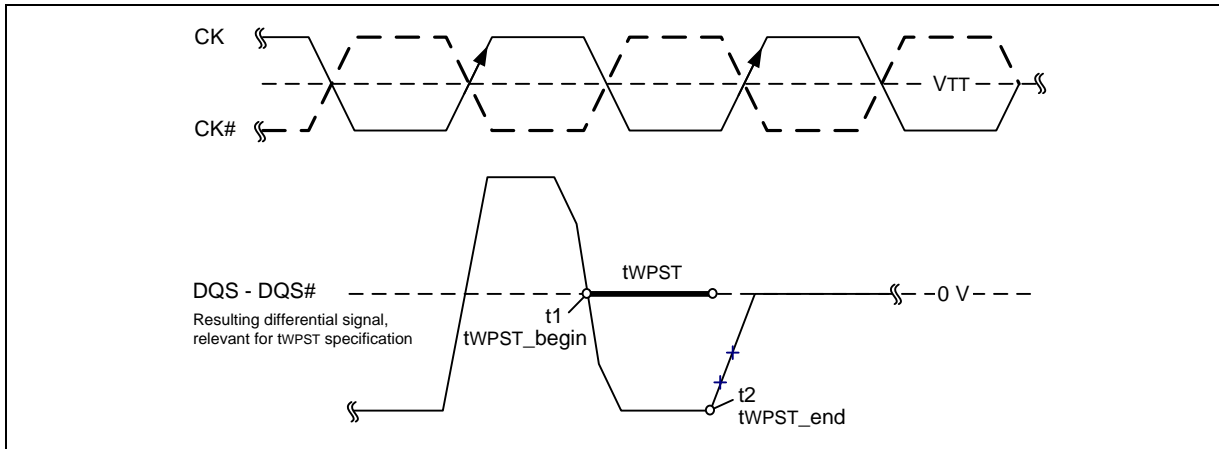 CK
VTT
CK#
tWPST
DQS - DQS#
0 V
Resulting differential signal,
relevant for tWPST specification
t1
tWPST_begin
t2
tWPST_end